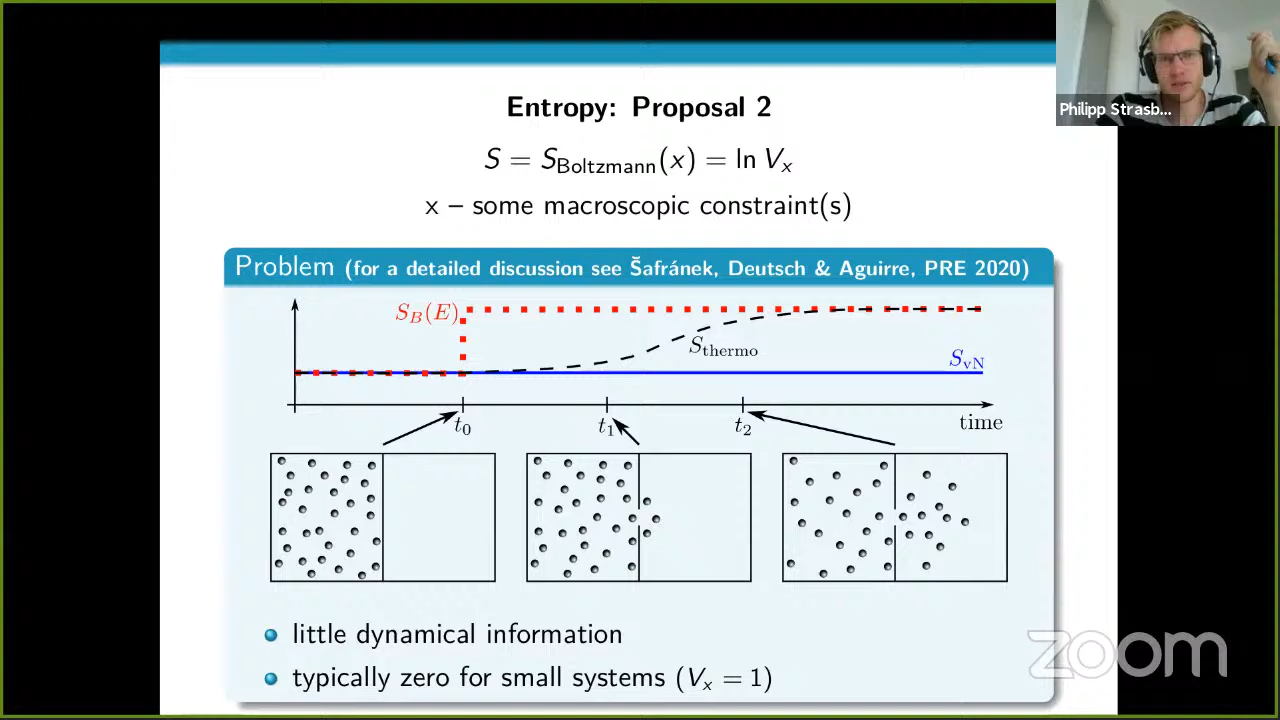 Entropy: Proposal 2
S = S_Boltzmann(x) = ln V_x
x – some macroscopic constraint(s)
Problem (for a detailed discussion see Šafránek, Deutsch & Aguirre, PRE 2020)
S_B(E)
S_thermo
S_vN
t_0
t_1
t_2
time
little dynamical information
typically zero for small systems (V_x = 1)
Philipp Strasb...
zoom